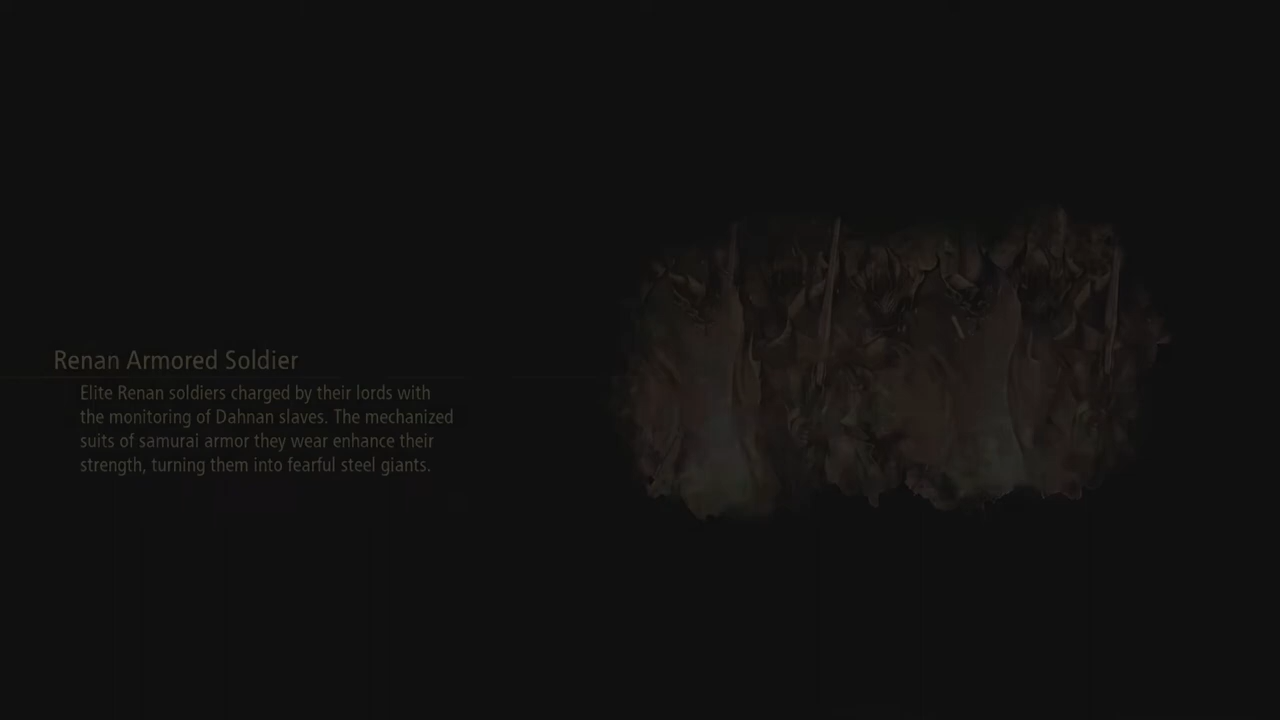 Renan Armored Soldier
Elite Renan soldiers charged by their lords with
the monitoring of Dahnan slaves. The mechanized
suits of samurai armor they wear enhance their
strength, turning them into fearful steel giants.